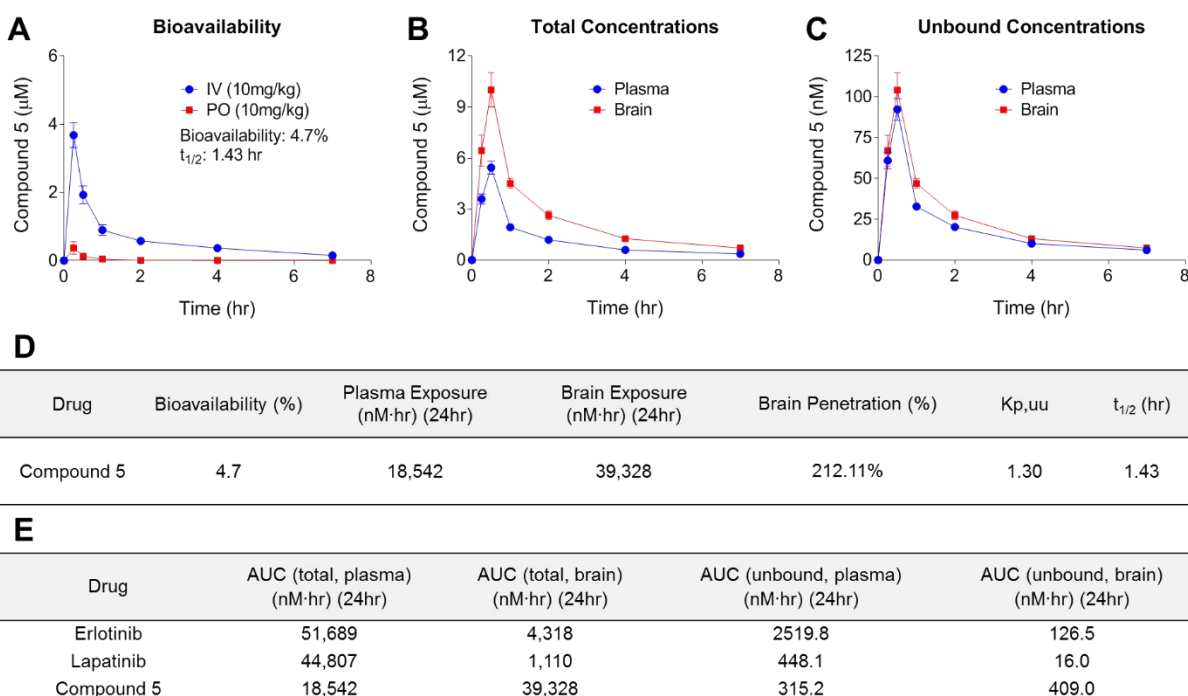 A
Bioavailability
Compound 5 (μM)
6
4
2
0
0 2 4 6 8
Time (hr)
IV (10mg/kg)
PO (10mg/kg)
Bioavailability: 4.7%
t1/2: 1.43 hr
B
Total Concentrations
Compound 5 (μM)
12
9
6
3
0
0 2 4 6 8
Time (hr)
Plasma
Brain
C
Unbound Concentrations
Compound 5 (nM)
125
100
75
50
25
0
0 2 4 6 8
Time (hr)
Plasma
Brain
D
Drug Bioavailability (%) Plasma Exposure (nM·hr) (24hr) Brain Exposure (nM·hr) (24hr) Brain Penetration (%) Kp,uu t1/2 (hr)
Compound 5 4.7 18,542 39,328 212.11% 1.30 1.43
E
Drug AUC (total, plasma) (nM·hr) (24hr) AUC (total, brain) (nM·hr) (24hr) AUC (unbound, plasma) (nM·hr) (24hr) AUC (unbound, brain) (nM·hr) (24hr)
Erlotinib 51,689 4,318 2519.8 126.5
Lapatinib 44,807 1,110 448.1 16.0
Compound 5 18,542 39,328 315.2 409.0